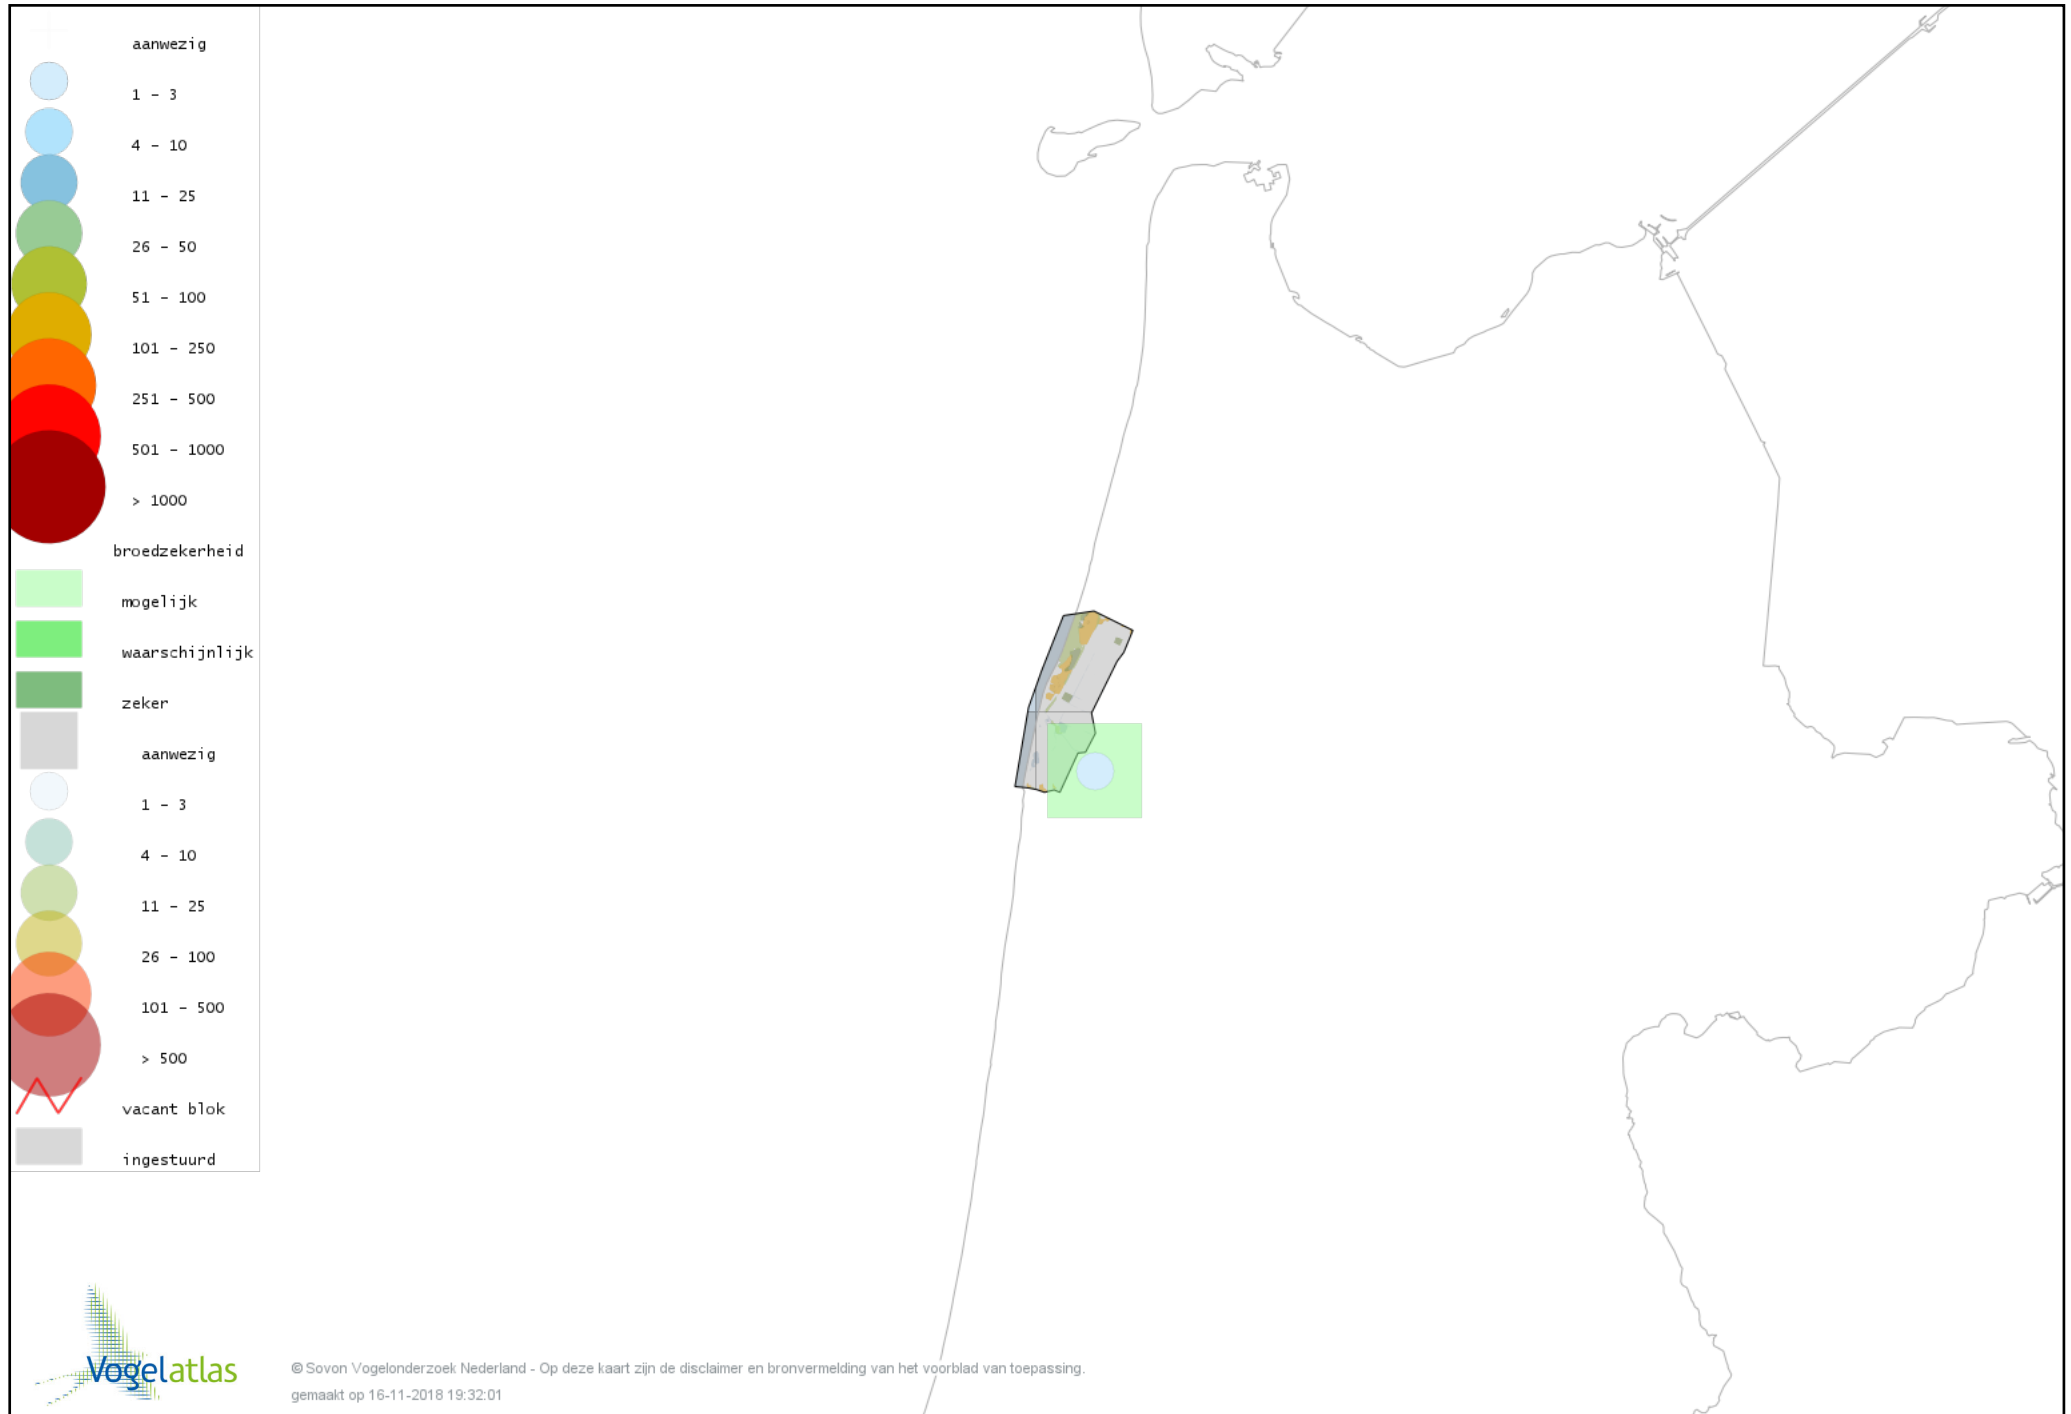 aanwezig
1 - 3
4 - 10
11 - 25
26 - 50
51 - 100
101 - 250
251 - 500
501 - 1000
> 1000
broedzekerheid
mogelijk
waarschijnlijk
zeker
aanwezig
1 - 3
4 - 10
11 - 25
26 - 100
101 - 500
> 500
vacant blok
ingestuurd
Vogelatlas
© Sovon Vogelonderzoek Nederland - Op deze kaart zijn de disclaimer en bronvermelding van het voorblad van toepassing.
gemaakt op 16-11-2018 19:32:01